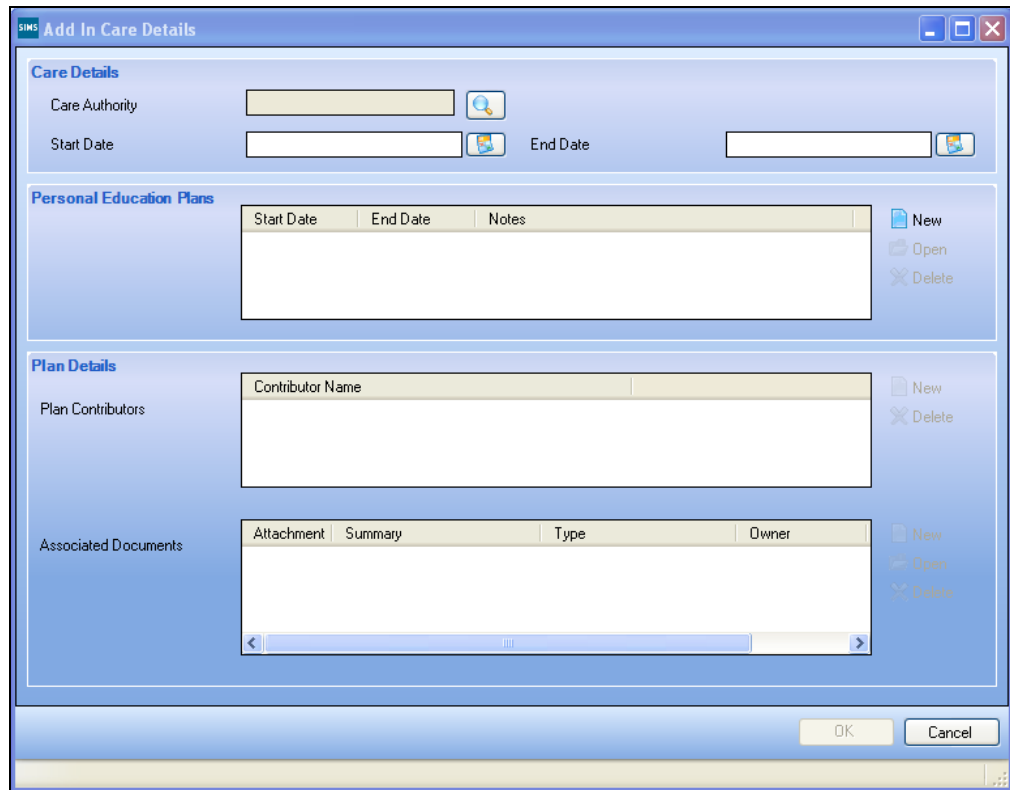 SIMS Add In Care Details
Care Details
Care Authority
Start Date End Date
Personal Education Plans
Start Date End Date Notes
New
Open
Delete
Plan Details
Contributor Name
New
Plan Contributors
Delete
Attachment Summary Type Owner
New
Associated Documents
Open
Delete
OK Cancel